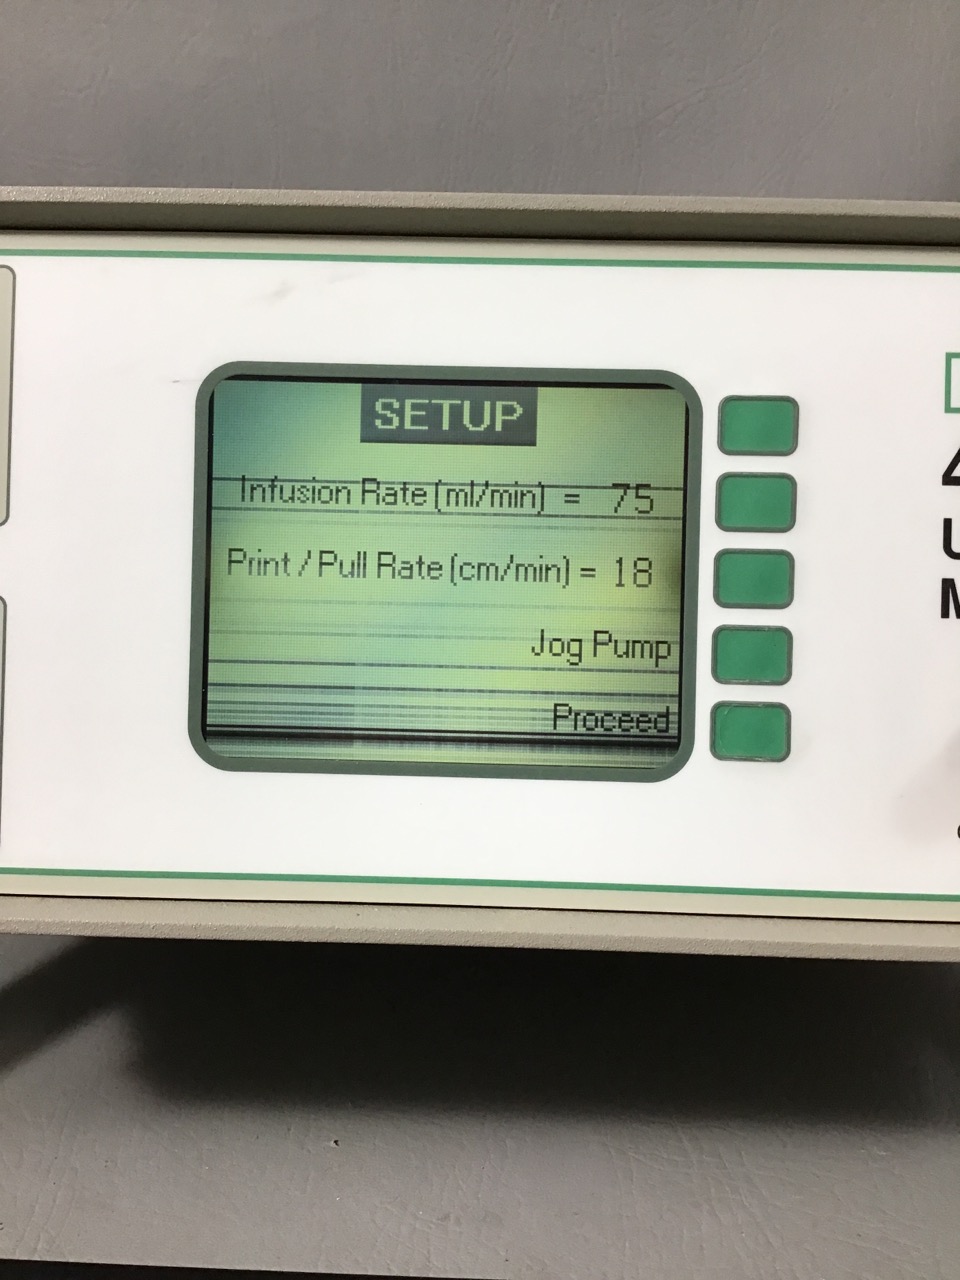 SETUP
Infusion Rate (ml/min) = 75
Print / Pull Rate (cm/min) = 18
Jog Pump
Proceed